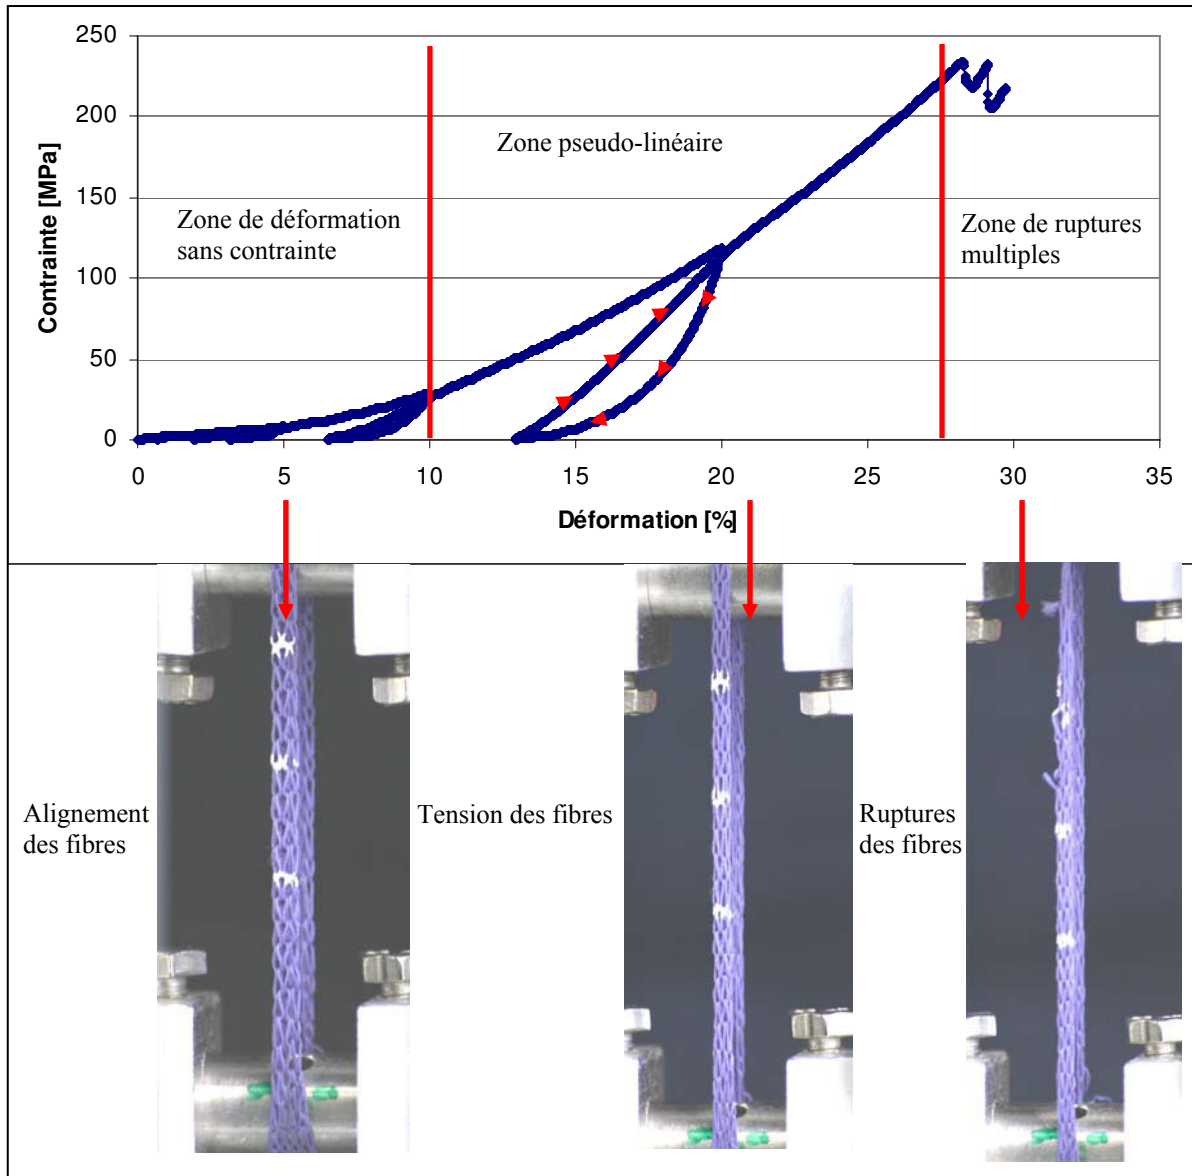 250
200
150
100
50
0
Contrainte [MPa]
Zone de déformation
sans contrainte
Zone pseudo-linéaire
Zone de ruptures
multiples
0 5 10 15 20 25 30 35
Déformation [%]
Alignement
des fibres
Tension des fibres
Ruptures
des fibres